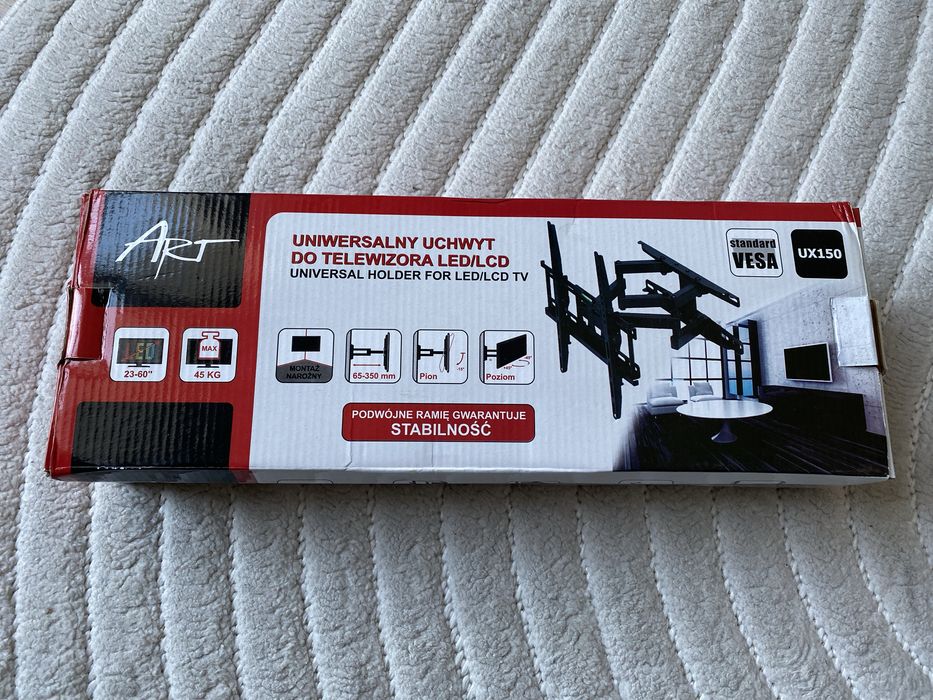 ART
UNIWERSALNY UCHWYT
DO TELEWIZORA LED/LCD
UNIVERSAL HOLDER FOR LED/LCD TV
standard
VESA
UX150
LED
23-60"
MAX
45 KG
MONTAŻ
NAROŻNY
65-350 mm
Pion
-15°
Poziom
PODWÓJNE RAMIĘ GWARANTUJE
STABILNOŚĆ